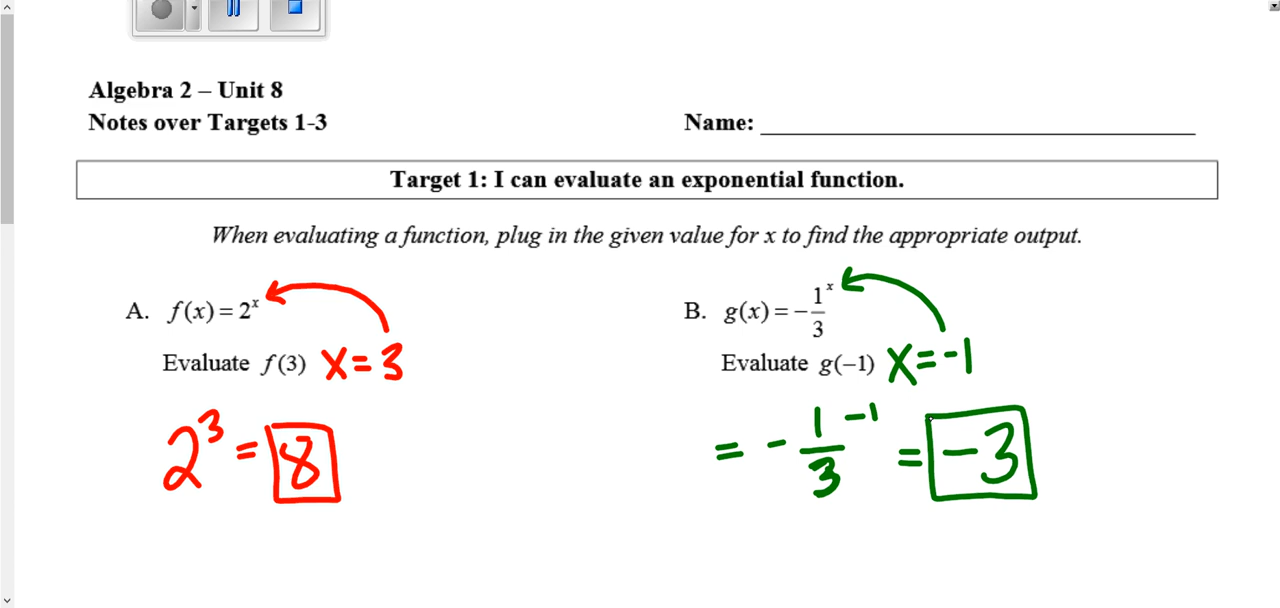 Algebra 2 – Unit 8
Notes over Targets 1-3
Name:
Target 1: I can evaluate an exponential function.
When evaluating a function, plug in the given value for x to find the appropriate output.
A. f(x) = 2^x
Evaluate f(3) x = 3
2^3 = 8
B. g(x) = -1/3^x
Evaluate g(−1) x = -1
= - 1/3^-1 = -3